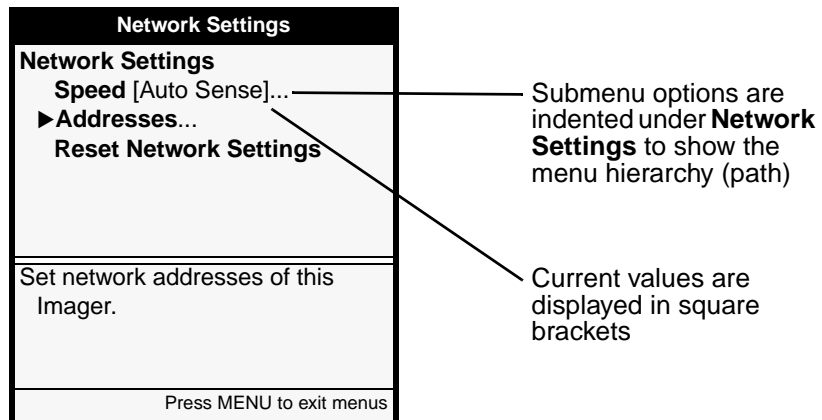 Network Settings
Network Settings
Speed [Auto Sense]...
▶Addresses...
Reset Network Settings
Set network addresses of this
Imager.
Press MENU to exit menus
Submenu options are
indented under Network
Settings to show the
menu hierarchy (path)
Current values are
displayed in square
brackets